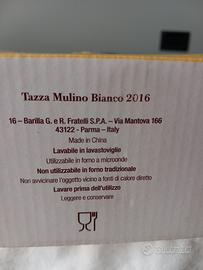 Tazza Mulino Bianco 2016
16 – Barilla G. e R. Fratelli S.P.A. – Via Mantova 166
43122 - Parma – Italy
Made in China
Lavabile in lavastoviglie
Utilizzabile in forno a microonde
Non utilizzabile in forno tradizionale
Non avvicinare l'oggetto vicino a fonti di calore diretto
Lavare prima dell'utilizzo
Leggere e conservare
subito